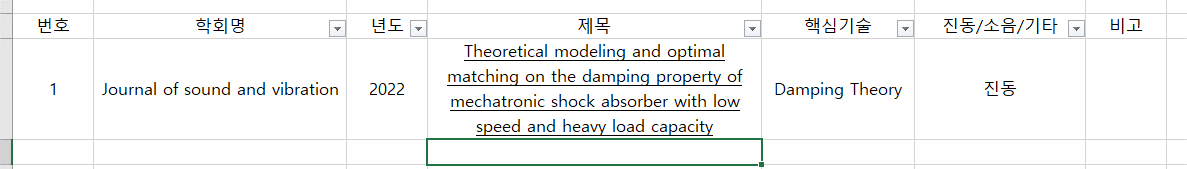 번호 학회명 년도 제목 핵심기술 진동/소음/기타 비고
1 Journal of sound and vibration 2022 Theoretical modeling and optimal
matching on the damping property of
mechatronic shock absorber with low
speed and heavy load capacity Damping Theory 진동